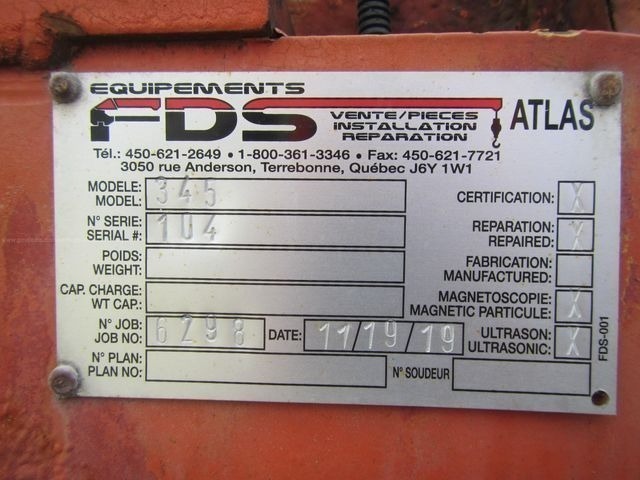 EQUIPEMENTS
FDS
VENTE/PIECES
INSTALLATION
REPARATION
ATLAS
Tél.: 450-621-2649 • 1-800-361-3346 • Fax: 450-621-7721
3050 rue Anderson, Terrebonne, Québec J6Y 1W1
MODELE:
MODEL: 345
N° SERIE:
SERIAL #: 104
POIDS:
WEIGHT:
CAP. CHARGE:
WT CAP.:
N° JOB:
JOB NO: 6298 DATE: 11/19/19
N° PLAN:
PLAN NO: N° SOUDEUR
CERTIFICATION: X
REPARATION:
REPAIRED: X
FABRICATION:
MANUFACTURED:
MAGNETOSCOPIE:
MAGNETIC PARTICULE: X
ULTRASON:
ULTRASONIC: X
FDS-001